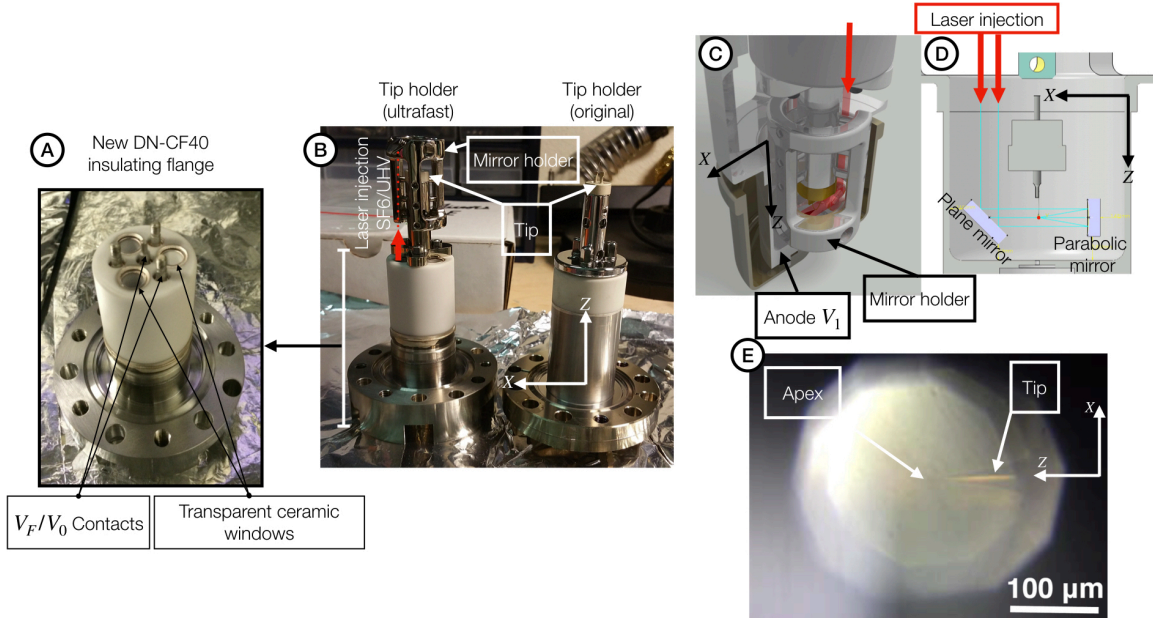 A
New DN-CF40
insulating flange
V_F/V_0 Contacts
Transparent ceramic
windows
B
Tip holder
(ultrafast)
Tip holder
(original)
Laser injection
SF6/UHV
Mirror holder
Tip
Z
X
C
X
Z
Anode V_1
Mirror holder
Laser injection
D
X
Z
Plane mirror
Parabolic
mirror
E
Apex
Tip
X
Z
100 µm